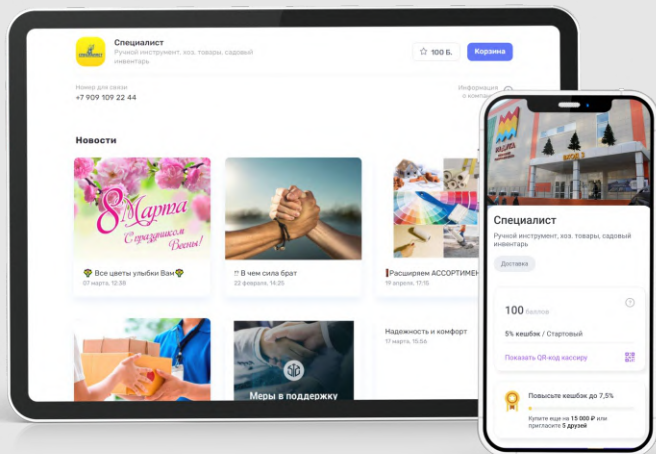 Специалист
Ручной инструмент, хоз. товары, садовый
инвентарь
100 Б.
Корзина
Номер для связи
+7 909 109 22 44
Информация
о компан
Новости
8 Марта
С праздником
Весны!
Все цветы улыбки Вам
07 марта, 12:38
!! В чем сила брат
22 февраля, 14:25
Расширяем АССОРТИМЕН
19 апреля, 17:15
Меры в поддержку
Надежность и комфорт
17 марта, 15:56
Специалист
Ручной инструмент, хоз. товары, садовый
инвентарь
Доставка
100 баллов
5% кешбэк / Стартовый
Показать QR-код кассиру
Повысьте кешбэк до 7,5%
Купите еще на 15 000 ₽ или
пригласите 5 друзей